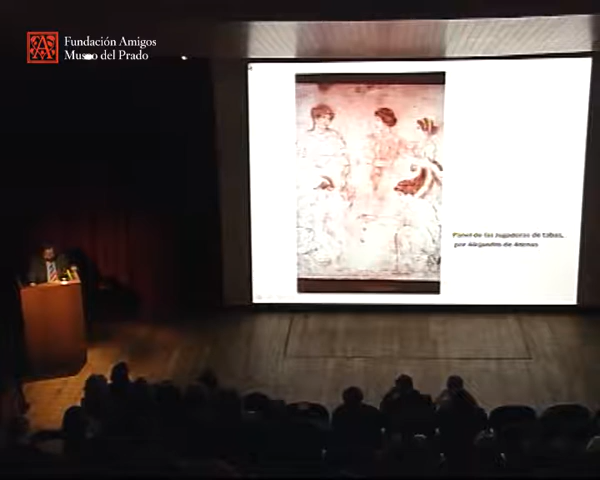 Fundación Amigos
Museo del Prado
Panel de las Jugadoras de tabas,
por Alejandro de Atenas